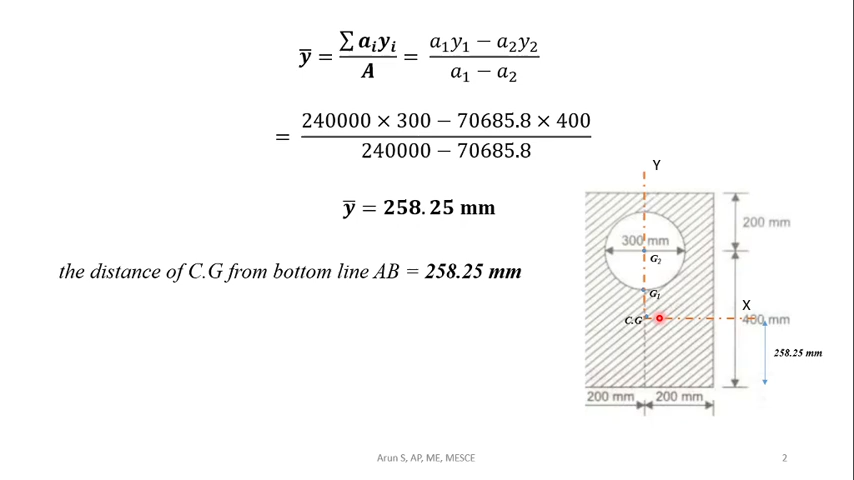 ȳ = ∑ aᵢyᵢ / A = a₁y₁ − a₂y₂ / a₁ − a₂
= 240000 × 300 − 70685.8 × 400 / 240000 − 70685.8
ȳ = 258.25 mm
the distance of C.G from bottom line AB = 258.25 mm
Y
200 mm
300 mm
G₂
G₁
X
C.G
400 mm
258.25 mm
200 mm 200 mm
Arun S, AP, ME, MESCE
2